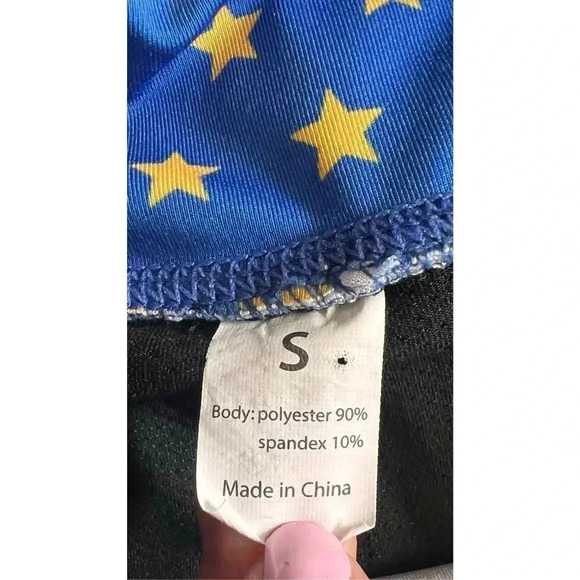 S
Body: polyester 90%
spandex 10%
Made in China